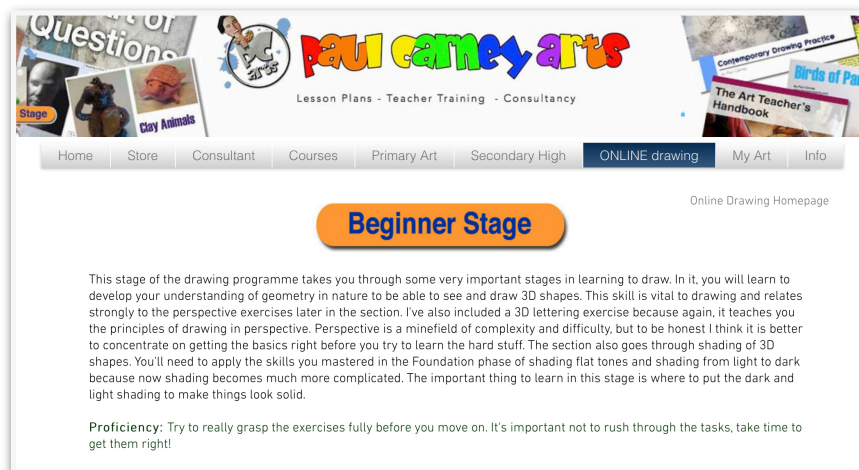 Art of
Questions
Stage
Clay Animals
PC
arts
paul carney arts
Lesson Plans - Teacher Training - Consultancy
Contemporary Drawing Practice
Birds of
The Art Teacher's
Handbook
Home Store Consultant Courses Primary Art Secondary High ONLINE drawing My Art Info
Online Drawing Homepage
Beginner Stage
This stage of the drawing programme takes you through some very important stages in learning to draw. In it, you will learn to
develop your understanding of geometry in nature to be able to see and draw 3D shapes. This skill is vital to drawing and relates
strongly to the perspective exercises later in the section. I've also included a 3D lettering exercise because again, it teaches you
the principles of drawing in perspective. Perspective is a minefield of complexity and difficulty, but to be honest I think it is better
to concentrate on getting the basics right before you try to learn the hard stuff. The section also goes through shading of 3D
shapes. You'll need to apply the skills you mastered in the Foundation phase of shading flat tones and shading from light to dark
because now shading becomes much more complicated. The important thing to learn in this stage is where to put the dark and
light shading to make things look solid.
Proficiency: Try to really grasp the exercises fully before you move on. It's important not to rush through the tasks, take time to
get them right!